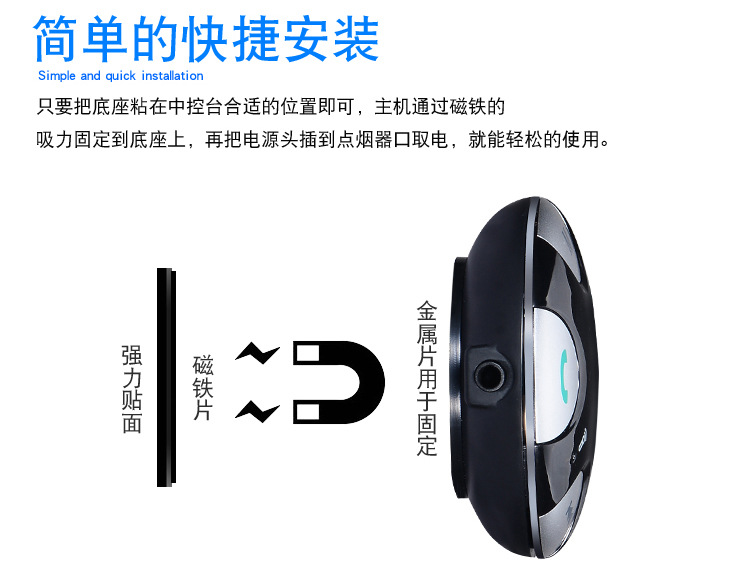 简单的快捷安装
Simple and quick installation
只要把底座粘在中控台合适的位置即可，主机通过磁铁的
吸力固定到底座上，再把电源头插到点烟器口取电，就能轻松的使用。
强力贴面
磁铁片
金属片用于固定